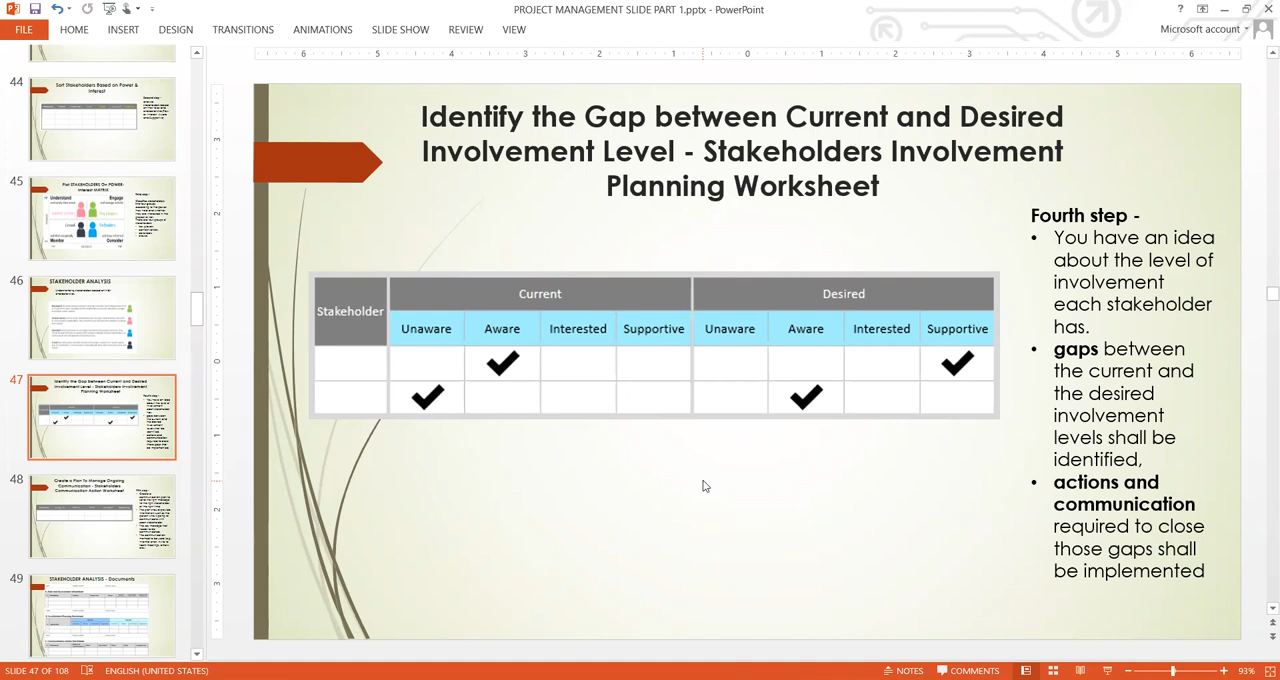 PROJECT MANAGEMENT SLIDE PART 1.pptx - PowerPoint
FILE HOME INSERT DESIGN TRANSITIONS ANIMATIONS SLIDE SHOW REVIEW VIEW
Microsoft account
44
Sort Stakeholders Based on Power &
Interest
45
Plot STAKEHOLDERS On POWER-
Interest MATRIX
Understand
Engage
Monitor
Consider
46
STAKEHOLDER ANALYSIS
47
Identify the Gap between Current and Desired
Involvement Level - Stakeholders Involvement
Planning Worksheet
48
Create a Plan To Manage Ongoing
Communication - Stakeholders
Communication Action Worksheet
49
STAKEHOLDER ANALYSIS - Documents
Identify the Gap between Current and Desired
Involvement Level - Stakeholders Involvement
Planning Worksheet
Stakeholder
Current Desired
Unaware Aware Interested Supportive Unaware Aware Interested Supportive
Fourth step -
• You have an idea
about the level of
involvement
each stakeholder
has.
• gaps between
the current and
the desired
involvement
levels shall be
identified,
• actions and
communication
required to close
those gaps shall
be implemented
SLIDE 47 OF 108 ENGLISH (UNITED STATES) NOTES COMMENTS 93%